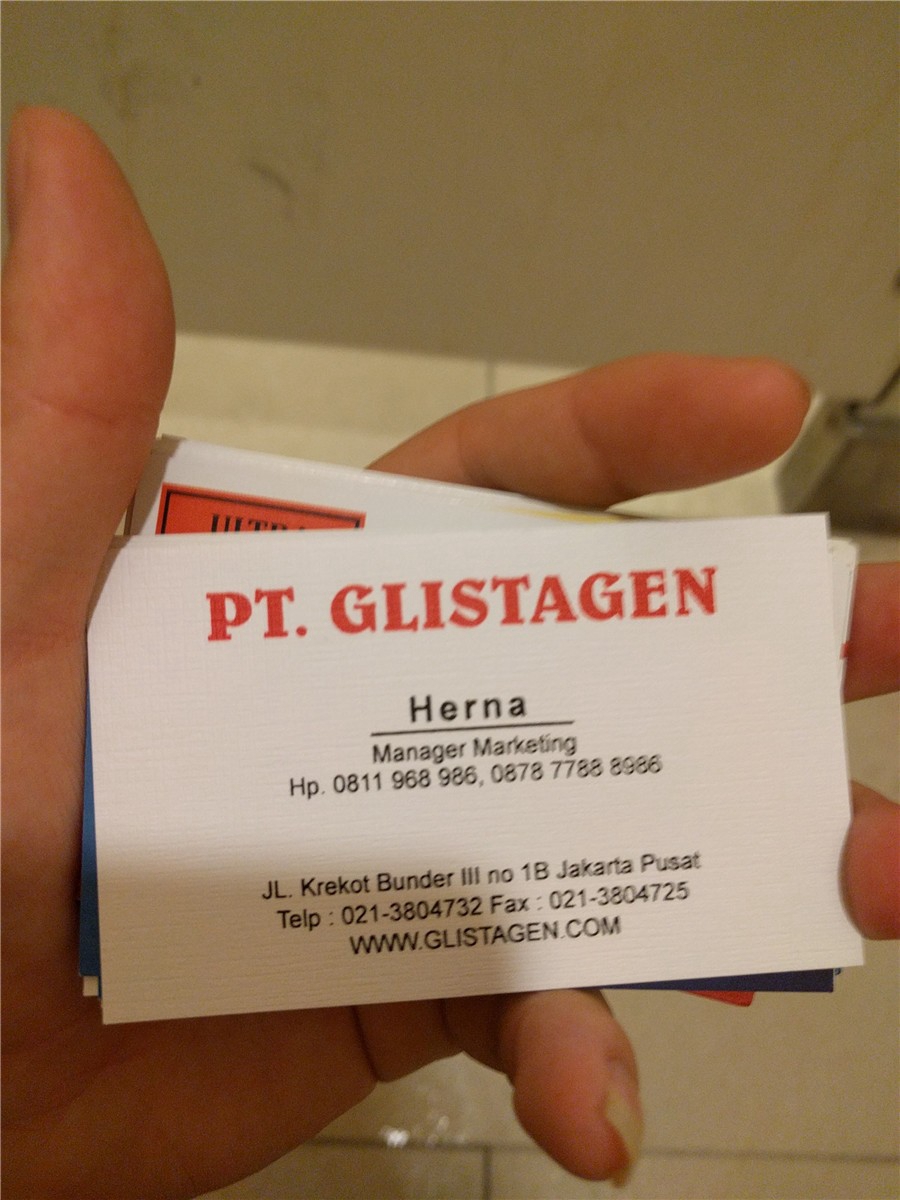 PT. GLISTAGEN
Herna
Manager Marketing
Hp. 0811 968 986, 0878 7788 8986
JL. Krekot Bunder III no 1B Jakarta Pusat
Telp : 021-3804732 Fax : 021-3804725
WWW.GLISTAGEN.COM